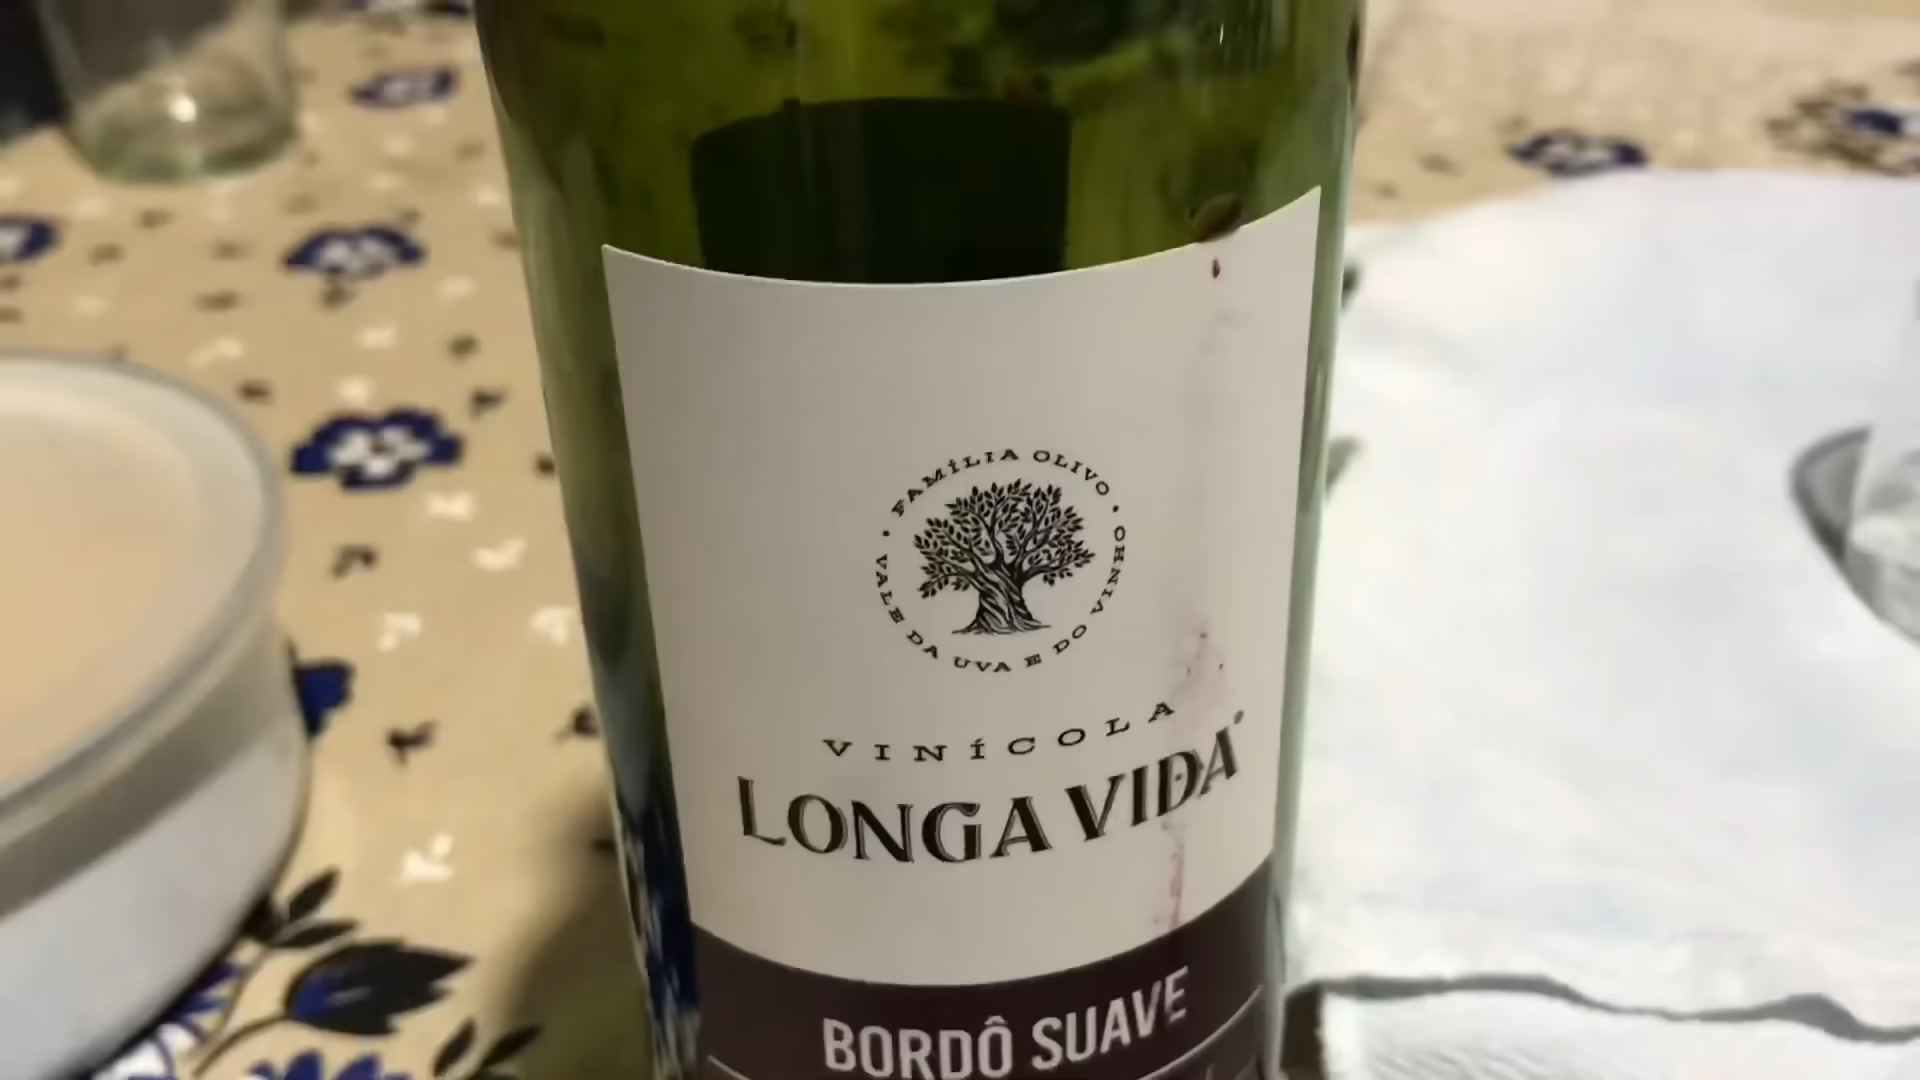 • FAMÍLIA OLIVO •
VALE DA UVA E DO VINHO
VINÍCOLA
LONGA VIDA
BORDÔ SUAVE